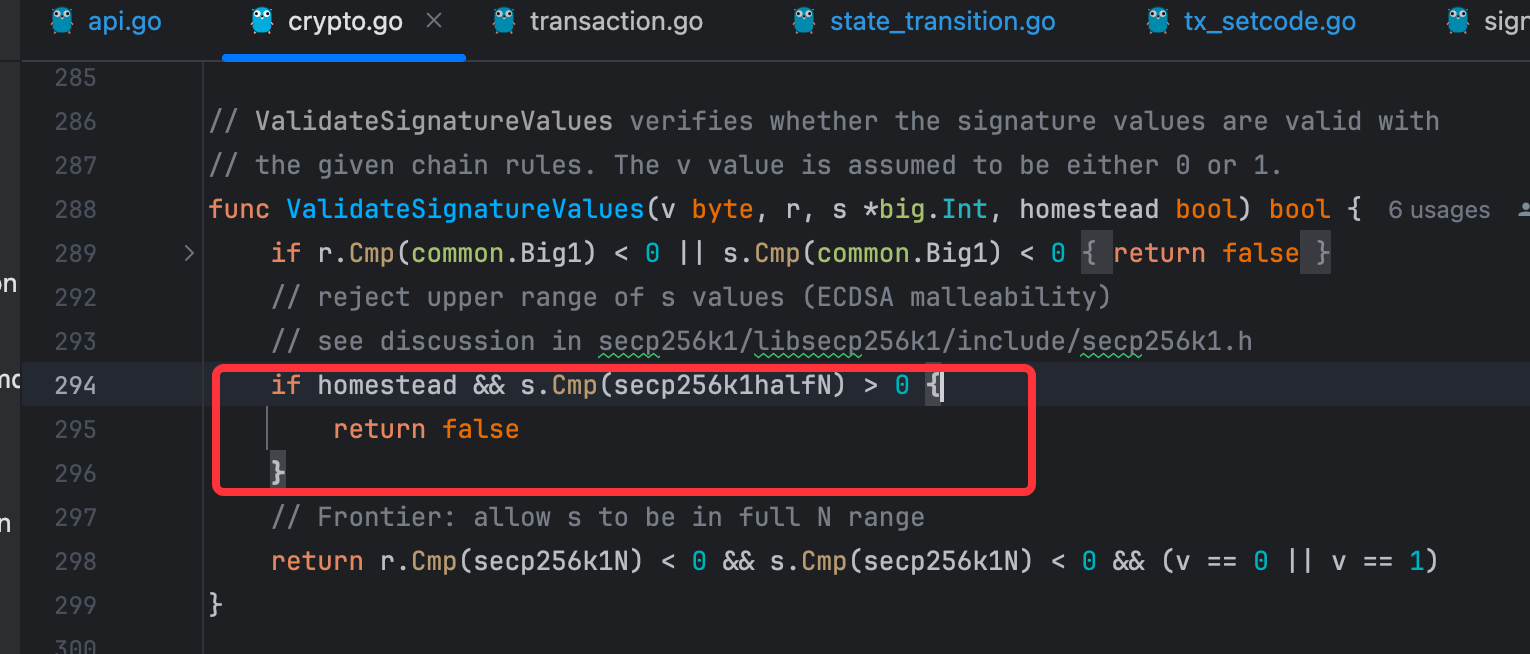 api.go crypto.go transaction.go state_transition.go tx_setcode.go sign
285
286 // ValidateSignatureValues verifies whether the signature values are valid with
287 // the given chain rules. The v value is assumed to be either 0 or 1.
288 func ValidateSignatureValues(v byte, r, s *big.Int, homestead bool) bool { 6 usages
289 if r.Cmp(common.Big1) < 0 || s.Cmp(common.Big1) < 0 { return false }
292 // reject upper range of s values (ECDSA malleability)
293 // see discussion in secp256k1/libsecp256k1/include/secp256k1.h
294 if homestead && s.Cmp(secp256k1halfN) > 0 {
295 return false
296 }
297 // Frontier: allow s to be in full N range
298 return r.Cmp(secp256k1N) < 0 && s.Cmp(secp256k1N) < 0 && (v == 0 || v == 1)
299 }
300